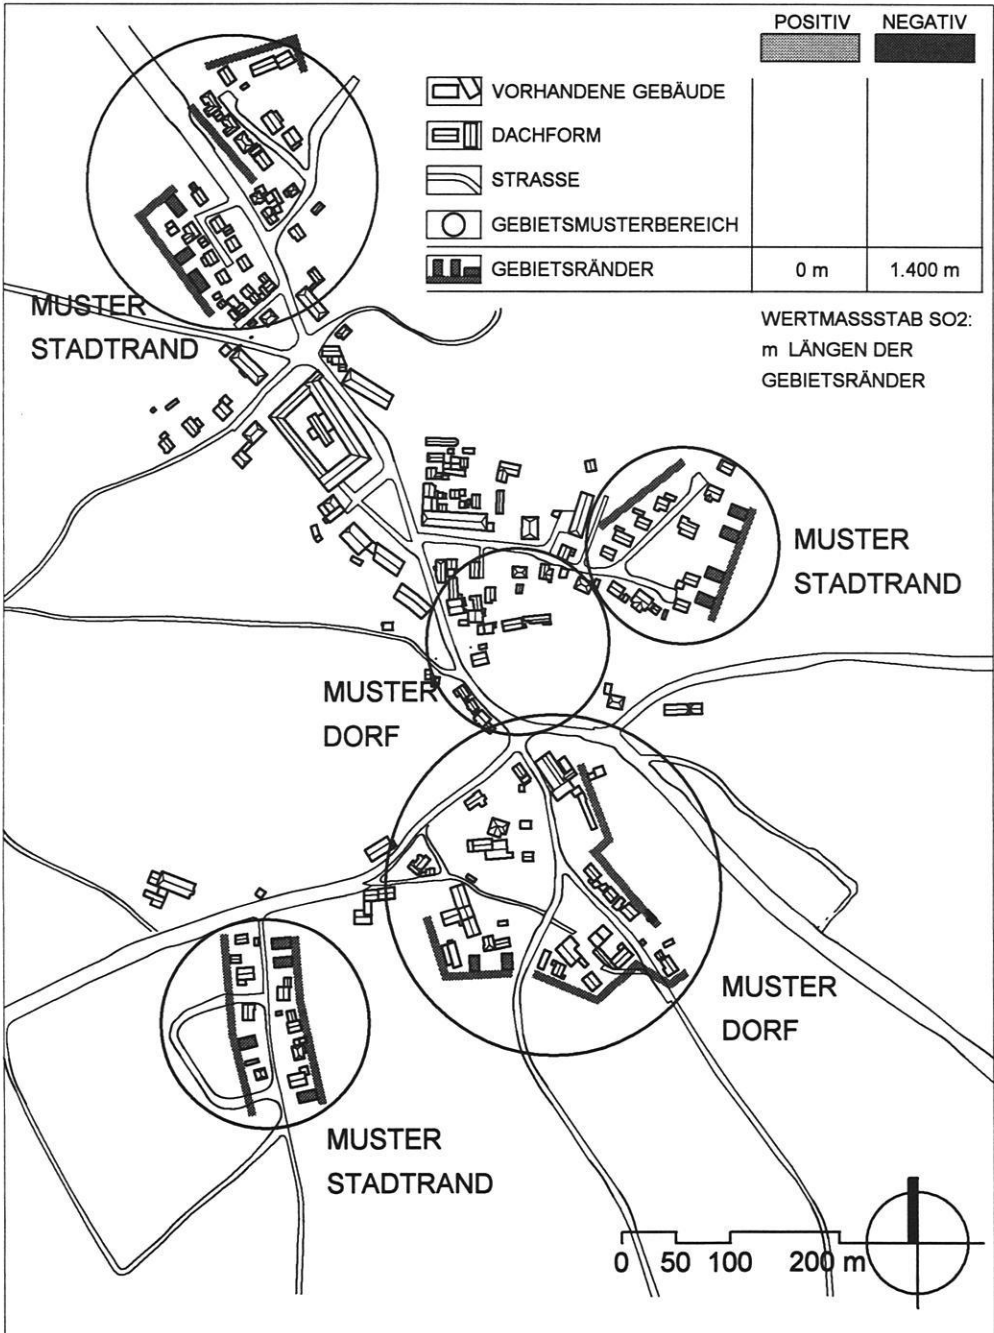 POSITIV NEGATIV
VORHANDENE GEBÄUDE
DACHFORM
STRASSE
GEBIETSMUSTERBEREICH
GEBIETSRÄNDER 0 m 1.400 m
WERTMASSSTAB SO2:
m LÄNGEN DER
GEBIETSRÄNDER
MUSTER
STADTRAND
MUSTER
STADTRAND
MUSTER
DORF
MUSTER
DORF
MUSTER
STADTRAND
0 50 100 200 m